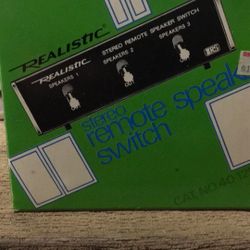 REALISTIC
STEREO REMOTE SPEAKER SWITCH
REALISTIC
SPEAKERS 1
SPEAKERS 2
SPEAKERS 3
stereo
remote speak
switch
CAT. NO. 40-12